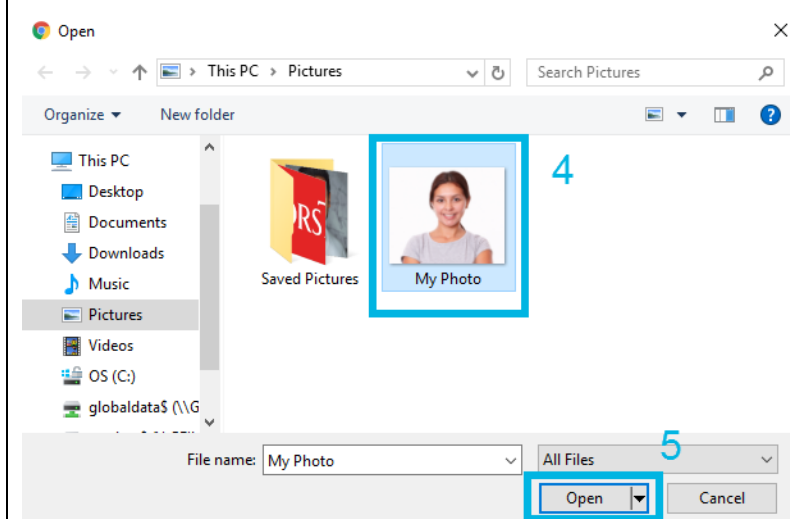 Open
This PC > Pictures
Search Pictures
Organize
New folder
?
This PC
Desktop
Documents
Downloads
Music
Pictures
Videos
OS (C:)
globaldata$ (\\G
ORS
Saved Pictures
My Photo
4
File name:
My Photo
All Files
5
Open
Cancel